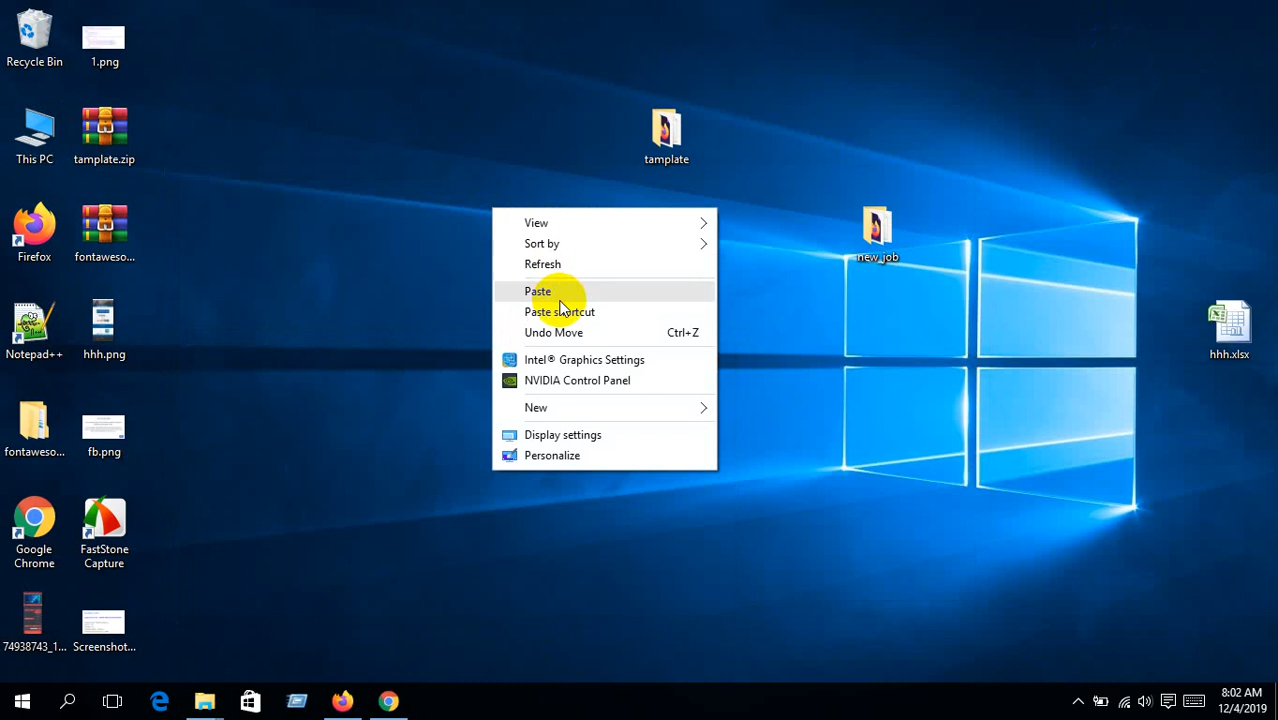 Recycle Bin
1.png
This PC
tamplate.zip
Firefox
fontaweso...
Notepad++
hhh.png
fontaweso...
fb.png
Google
Chrome
FastStone
Capture
74938743_1...
Screenshot...
tamplate
new_job
hhh.xlsx
View
Sort by
Refresh
Paste
Paste shortcut
Undo Move Ctrl+Z
Intel® Graphics Settings
NVIDIA Control Panel
New
Display settings
Personalize
8:02 AM
12/4/2019